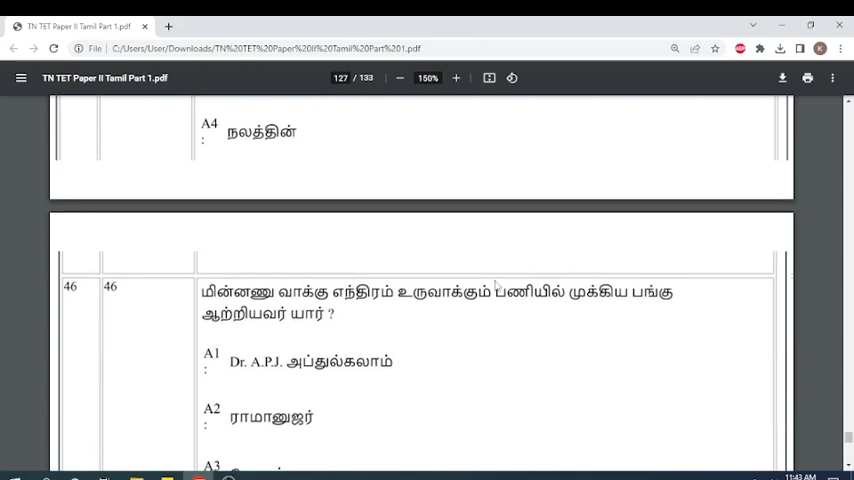 TN TET Paper II Tamil Part 1.pdf
File C:/Users/User/Downloads/TN%20TET%20Paper%20II%20Tamil%20Part%201.pdf
ABP
K
TN TET Paper II Tamil Part 1.pdf 127 / 133 150%
A4 : நலத்தின்
46 46 மின்னணு வாக்கு எந்திரம் உருவாக்கும் பணியில் முக்கிய பங்கு
ஆற்றியவர் யார் ?
A1 : Dr. A.P.J. அப்துல்கலாம்
A2 : ராமானுஜர்
A3
11:43 AM